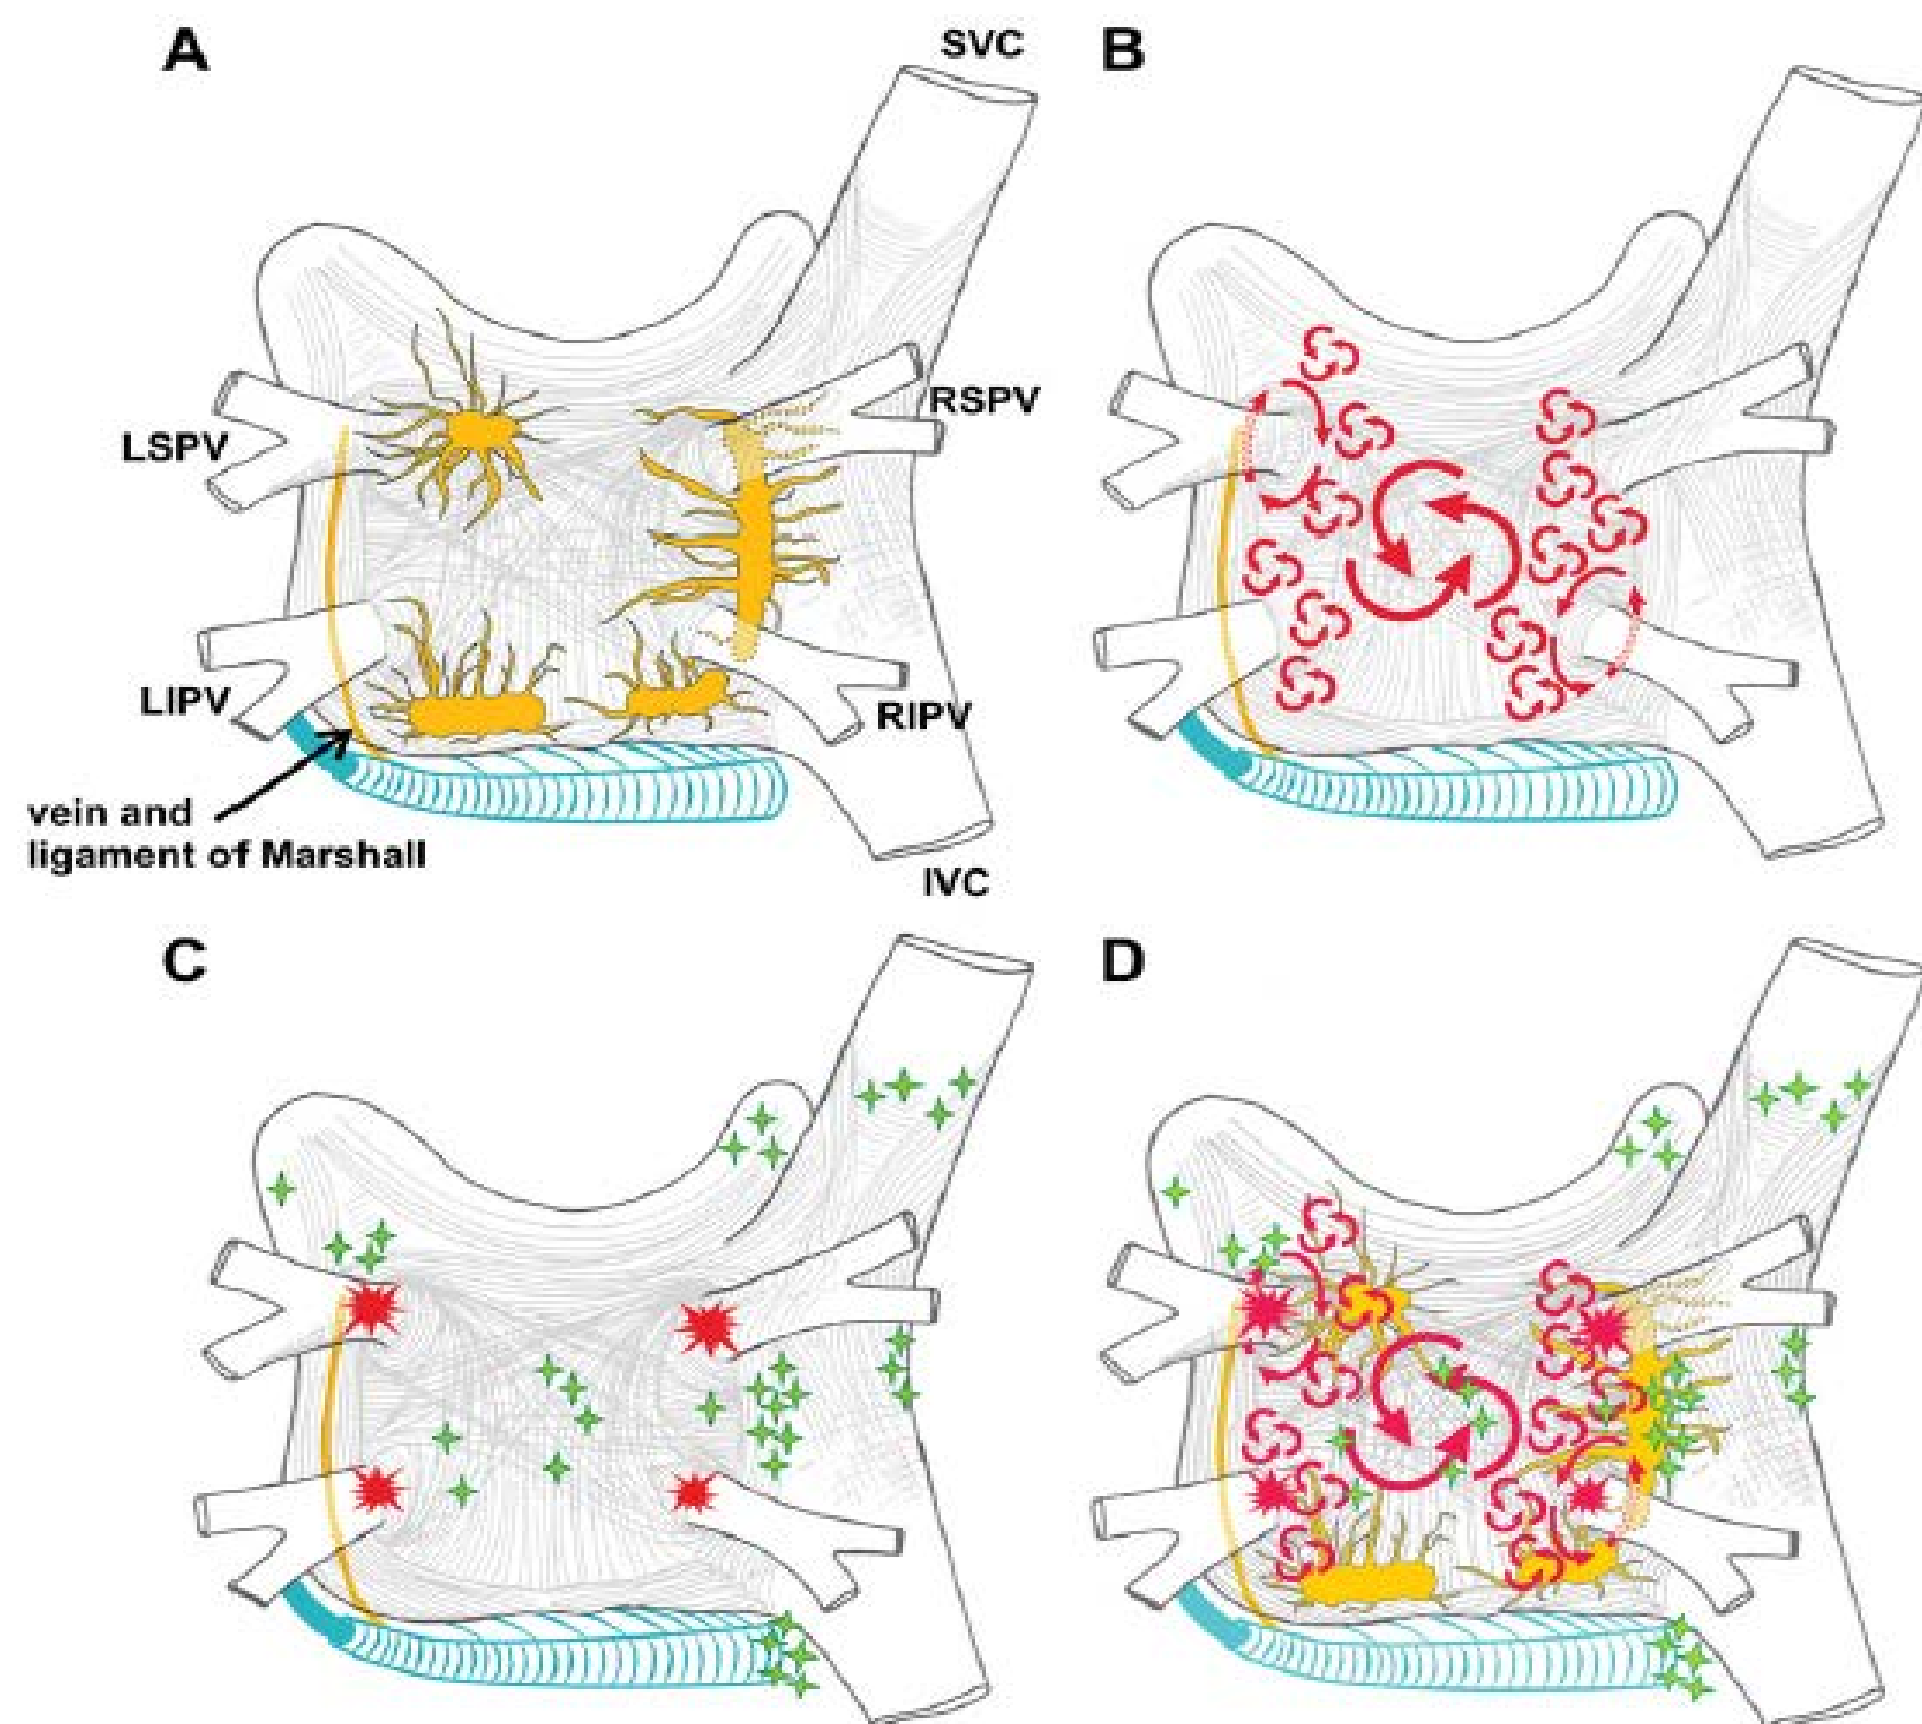 A
SVC
B
RSPV
LSPV
LIPV
RIPV
vein and
ligament of Marshall
IVC
C
D